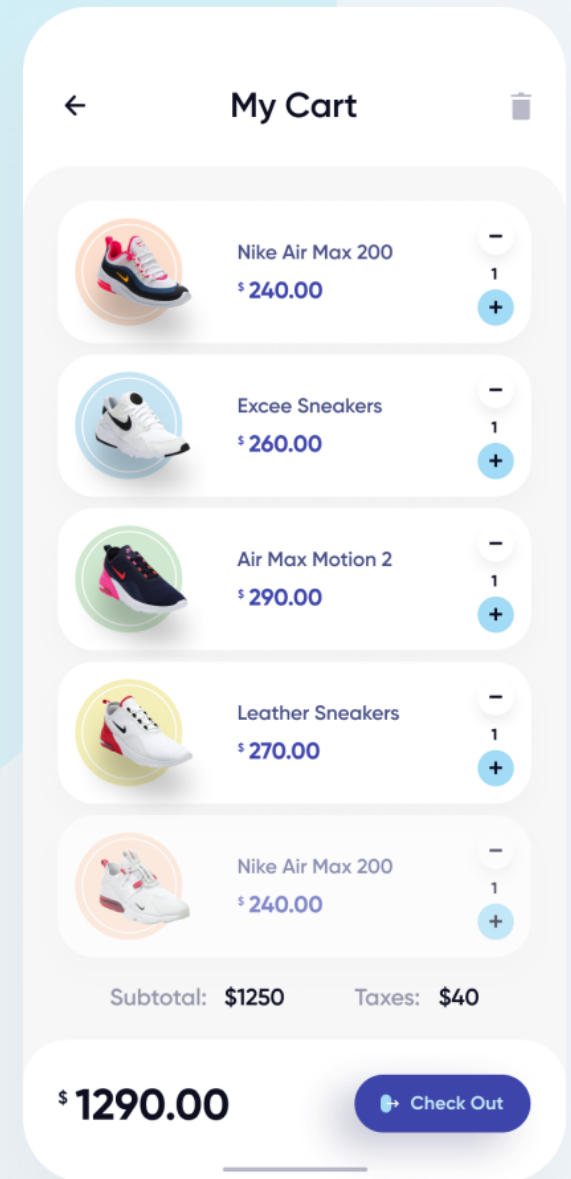 My Cart
Nike Air Max 200
$ 240.00
−
1
+
Excee Sneakers
$ 260.00
−
1
+
Air Max Motion 2
$ 290.00
−
1
+
Leather Sneakers
$ 270.00
−
1
+
Nike Air Max 200
$ 240.00
−
1
+
Subtotal: $1250 Taxes: $40
$ 1290.00 Check Out